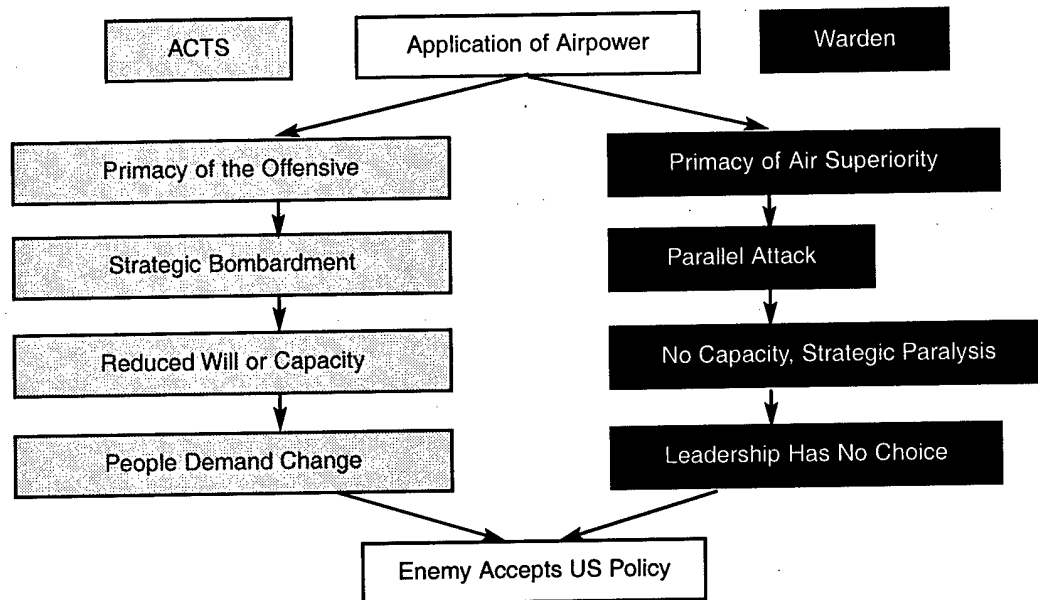 ACTS
Application of Airpower
Warden
Primacy of the Offensive
Primacy of Air Superiority
Strategic Bombardment
Parallel Attack
Reduced Will or Capacity
No Capacity, Strategic Paralysis
People Demand Change
Leadership Has No Choice
Enemy Accepts US Policy